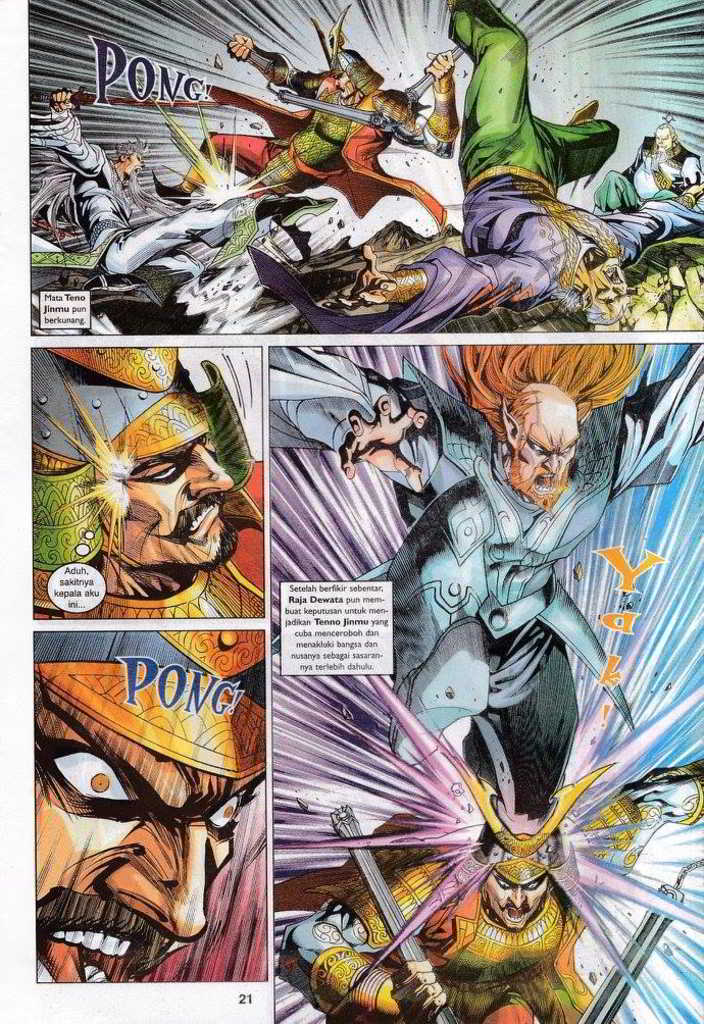 PONG!
Mata Teno
Jinmu pun
berkunang.
Aduh,
sakitnya
kepala aku
ini...
Setelah berfikir sebentar,
Raja Dewata pun mem-
buat keputusan untuk men-
jadikan Tenno Jinmu yang
cuba menceroboh dan
menakluki bangsa dan
nusanya sebagai sasaran-
nya terlebih dahulu.
Yak!
PONG!
21